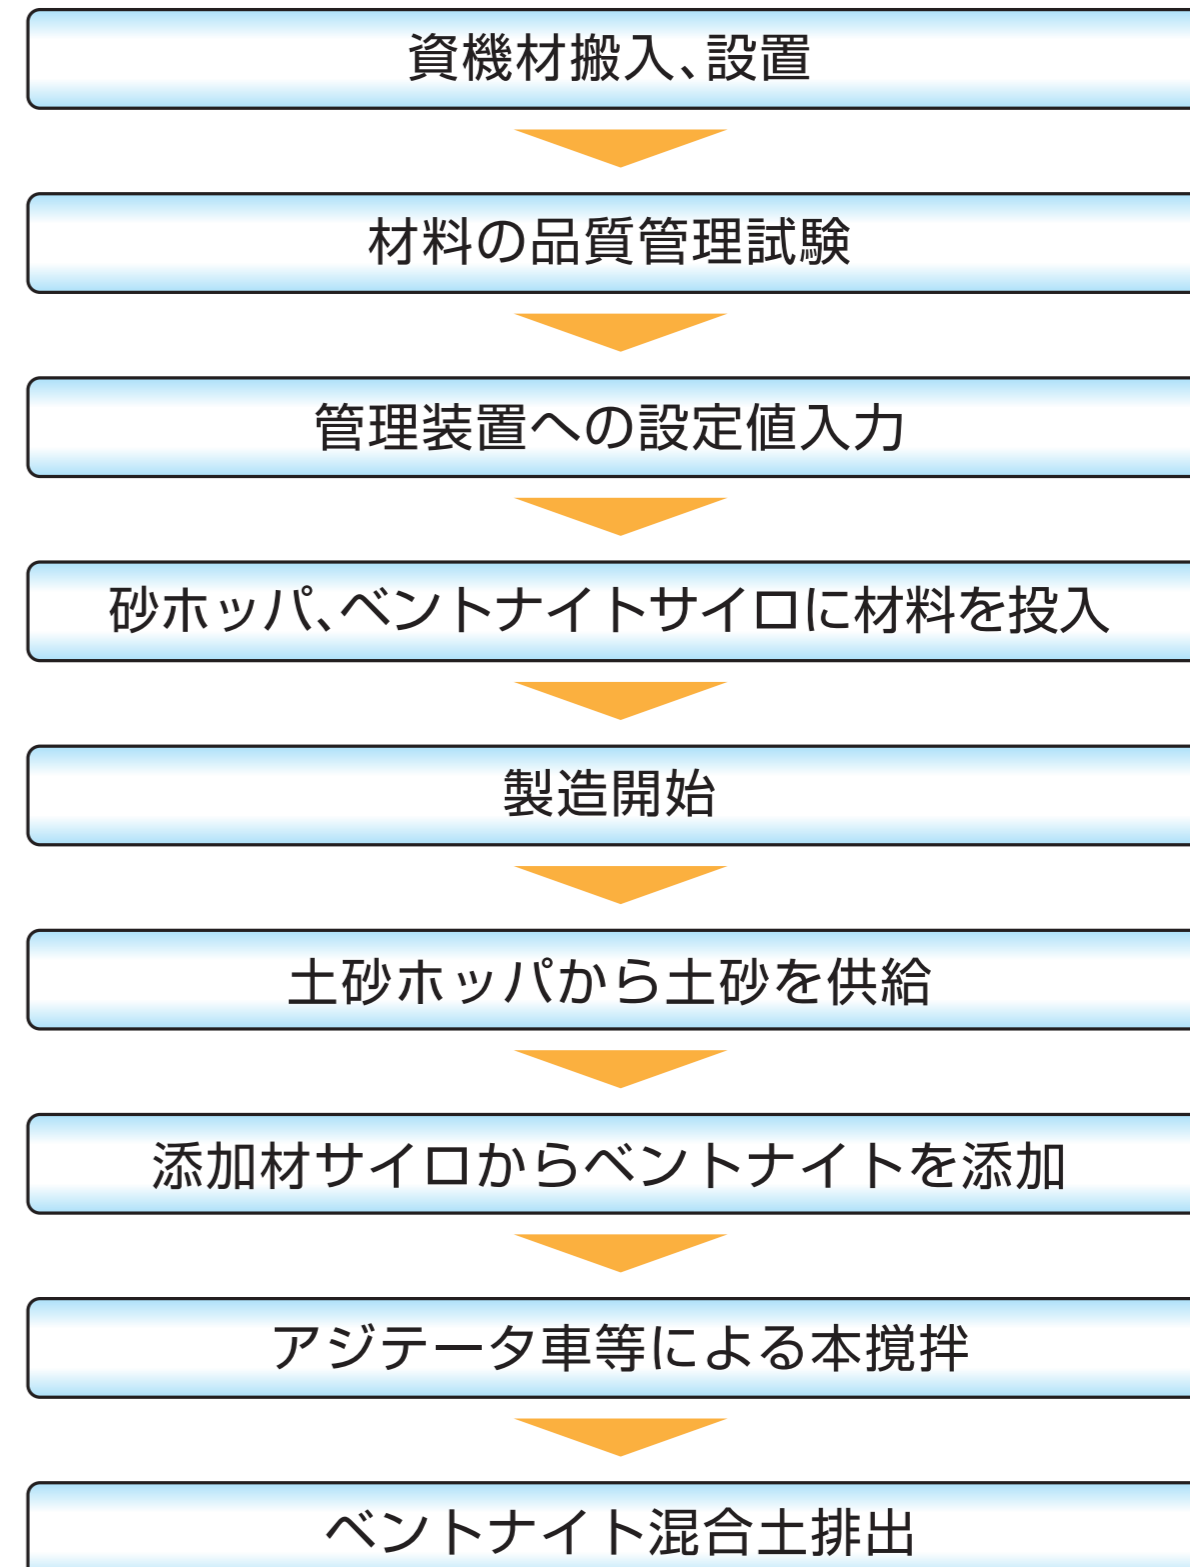 資機材搬入、設置
材料の品質管理試験
管理装置への設定値入力
砂ホッパ、ベントナイトサイロに材料を投入
製造開始
土砂ホッパから土砂を供給
添加材サイロからベントナイトを添加
アジテータ車等による本撹拌
ベントナイト混合土排出